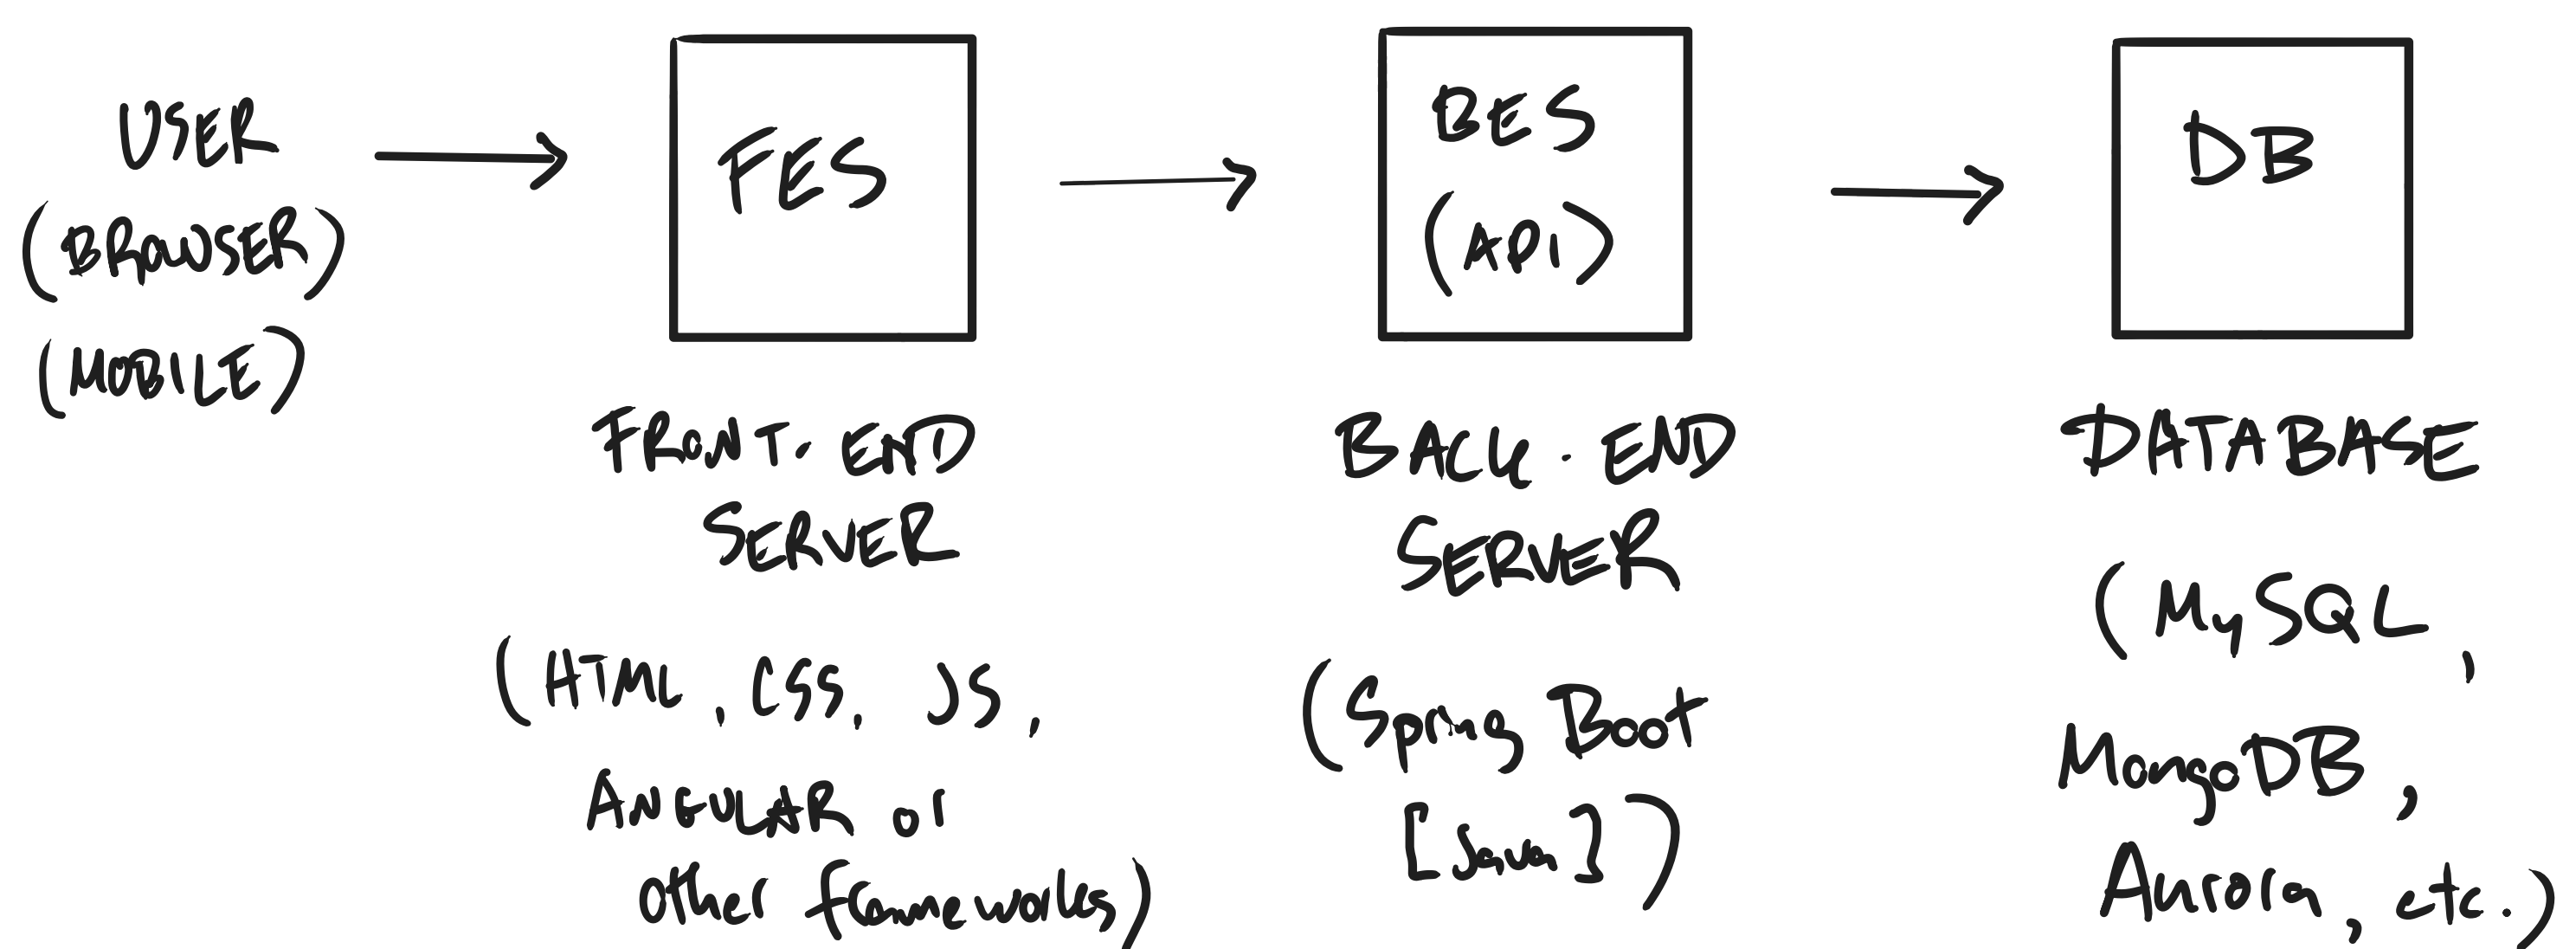 USER
(BROWSER)
(MOBILE)
FES
FRONT-END
SERVER
(HTML, CSS, JS,
ANGULAR or
other frameworks)
BES
(API)
BACK-END
SERVER
(Spring Boot
[Java])
DB
DATABASE
(MySQL,
MongoDB,
Aurora, etc.)